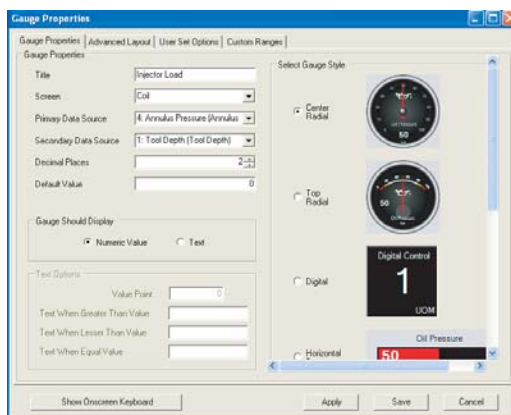 Gauge Properties
Gauge Properties | Advanced Layout | User Set Options | Custom Ranges
Gauge Properties
Title Injector Load
Screen Coil
Primary Data Source 4: Annulus Pressure (Annulus
Secondary Data Source 1: Tool Depth (Tool Depth)
Decimal Places 2
Default Value 0
Gauge Should Display
Numeric Value Text
Text Options
Value Point 0
Text When Greater Than Value
Text When Lesser Than Value
Text When Equal Value
Select Gauge Style
Center
Radial
Oil Pressure
50
Top
Radial
50
Oil Pressure
Digital
Digital Control
1
UOM
Horizontal
Oil Pressure
50
Show Onscreen Keyboard Apply Save Cancel